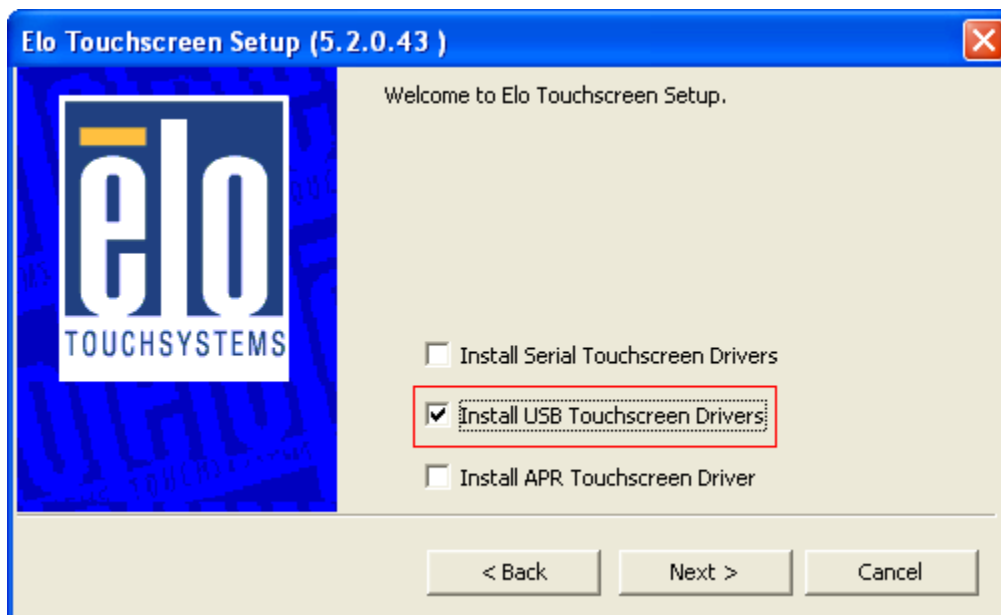 Elo Touchscreen Setup (5.2.0.43 )
Welcome to Elo Touchscreen Setup.
ēlo
TOUCHSYSTEMS
Install Serial Touchscreen Drivers
Install USB Touchscreen Drivers
Install APR Touchscreen Driver
< Back
Next >
Cancel